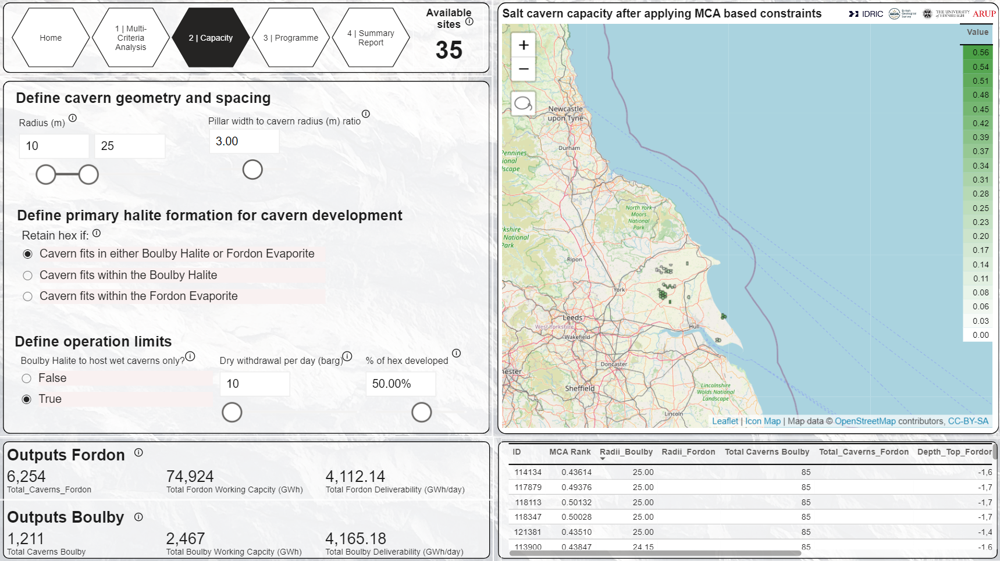 Home
1 | Multi-
Criteria
Analysis
2 | Capacity
3 | Programme
4 | Summary
Report
Available
sites
35
Define cavern geometry and spacing
Radius (m)
Pillar width to cavern radius (m) ratio
10
25
3.00
Define primary halite formation for cavern development
Retain hex if:
Cavern fits in either Boulby Halite or Fordon Evaporite
Cavern fits within the Boulby Halite
Cavern fits within the Fordon Evaporite
Define operation limits
Boulby Halite to host wet caverns only?
Dry withdrawal per day (barg)
% of hex developed
False
True
10
50.00%
Outputs Fordon
6,254
Total_Caverns_Fordon
74,924
Total Fordon Working Capcity (GWh)
4,112.14
Total Fordon Deliverability (GWh/day)
Outputs Boulby
1,211
Total Caverns Boulby
2,467
Total Boulby Working Capcity (GWh)
4,165.18
Total Boulby Deliverability (GWh/day)
Salt cavern capacity after applying MCA based constraints
IDRIC
BGS
British
Geological
Survey
THE UNIVERSITY
of EDINBURGH
ARUP
+
−
Newcastle
upon Tyne
Durham
Pennines
ional
scape
North York
Moors
National
Park
kshire
National
Park
Ripon
York
Leeds
West Yorkshire
Wakefield
Hull
Doncaster
hester
Sheffield
Lincolnshire
Wolds National
Landscape
Lincoln
Leaflet | Icon Map | Map data © OpenStreetMap contributors, CC-BY-SA
Value
0.56
0.54
0.51
0.48
0.45
0.42
0.39
0.37
0.34
0.31
0.28
0.25
0.23
0.20
0.17
0.14
0.11
0.08
0.06
0.03
0.00
ID MCA Rank Radii_Boulby Radii_Fordon Total Caverns Boulby Total_Caverns_Fordon Depth_Top_Fordor
114134 0.43614 25.00 85 -1,6
117879 0.49376 25.00 85 -1,7
118113 0.50132 25.00 85 -1,7
118347 0.50028 25.00 85 -1,7
121381 0.43510 25.00 85 -1,4
113900 0.43847 24.15 85 -1,6